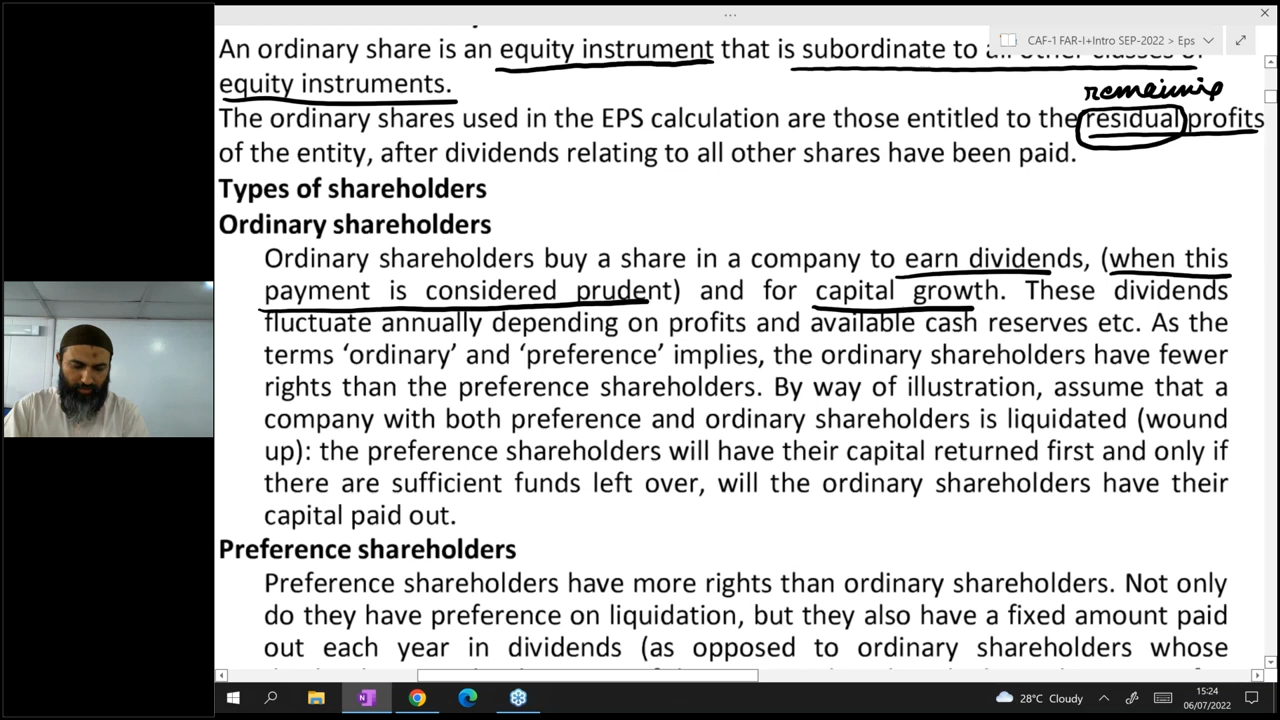 ...
CAF-1 FAR-I+Intro SEP-2022 > Eps
An ordinary share is an equity instrument that is subordinate to all other classes of
equity instruments.
remaining
The ordinary shares used in the EPS calculation are those entitled to the residual profits
of the entity, after dividends relating to all other shares have been paid.
Types of shareholders
Ordinary shareholders
Ordinary shareholders buy a share in a company to earn dividends, (when this
payment is considered prudent) and for capital growth. These dividends
fluctuate annually depending on profits and available cash reserves etc. As the
terms ‘ordinary’ and ‘preference’ implies, the ordinary shareholders have fewer
rights than the preference shareholders. By way of illustration, assume that a
company with both preference and ordinary shareholders is liquidated (wound
up): the preference shareholders will have their capital returned first and only if
there are sufficient funds left over, will the ordinary shareholders have their
capital paid out.
Preference shareholders
Preference shareholders have more rights than ordinary shareholders. Not only
do they have preference on liquidation, but they also have a fixed amount paid
out each year in dividends (as opposed to ordinary shareholders whose
28°C Cloudy
15:24
06/07/2022